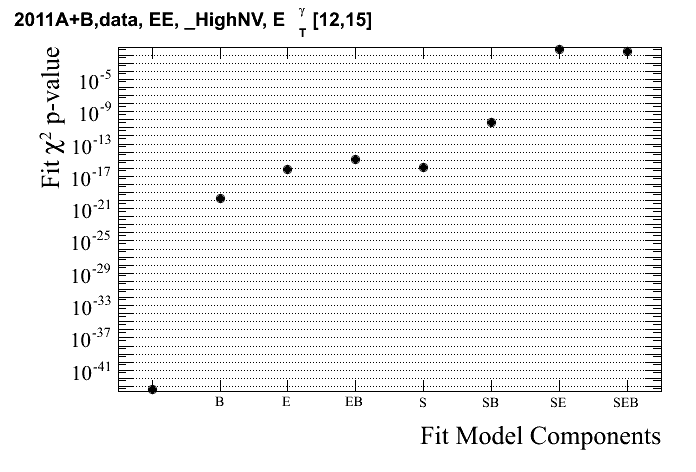 2011A+B,data, EE, _HighNV, E γ T [12,15]
Fit χ² p-value
10⁻⁵
10⁻⁹
10⁻¹³
10⁻¹⁷
10⁻²¹
10⁻²⁵
10⁻²⁹
10⁻³³
10⁻³⁷
10⁻⁴¹
B E EB S SB SE SEB
Fit Model Components